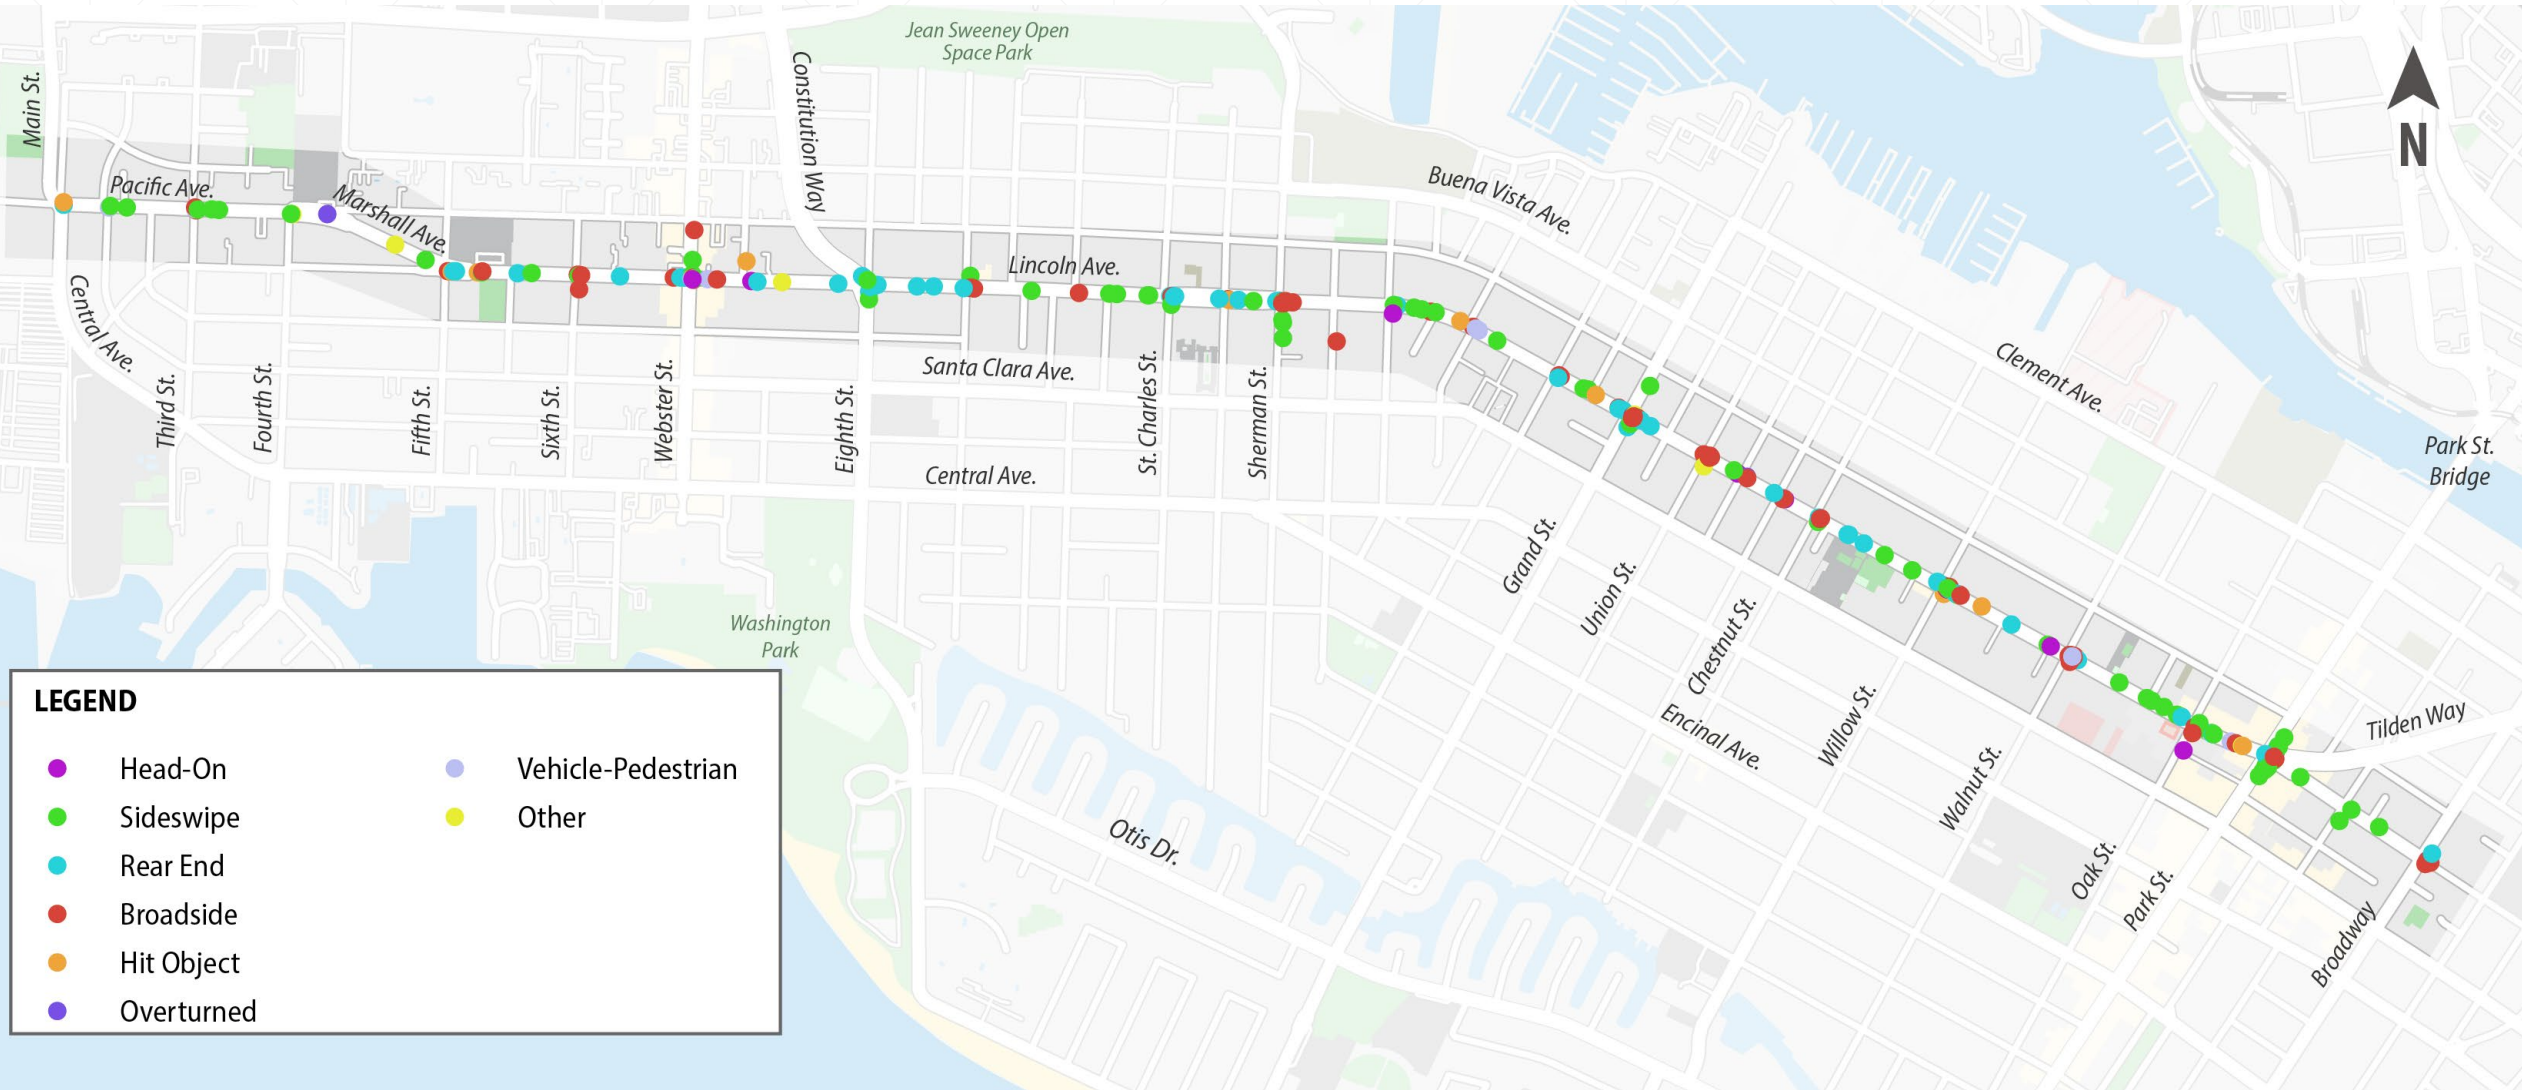 Jean Sweeney Open
Space Park
Main St.
Constitution Way
N
Pacific Ave.
Marshall Ave.
Buena Vista Ave.
Lincoln Ave.
Central Ave.
Santa Clara Ave.
Clement Ave.
Third St.
Fourth St.
Fifth St.
Sixth St.
Webster St.
Eighth St.
St. Charles St.
Sherman St.
Park St.
Bridge
Central Ave.
Grand St.
Union St.
Chestnut St.
Washington
Park
Encinal Ave.
Willow St.
Walnut St.
Tilden Way
Otis Dr.
Oak St.
Park St.
Broadway
LEGEND
Head-On
Sideswipe
Rear End
Broadside
Hit Object
Overturned
Vehicle-Pedestrian
Other